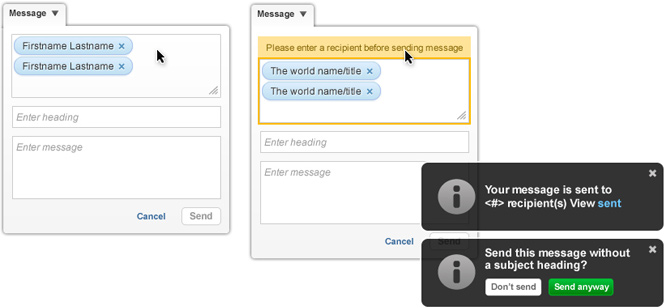 Message ▼
Firstname Lastname ×
Firstname Lastname ×
Enter heading
Enter message
Cancel
Send
Message ▼
Please enter a recipient before sending message
The world name/title ×
The world name/title ×
Enter heading
Enter message
Cancel
Send
Your message is sent to
<#> recipient(s) View sent
Send this message without
a subject heading?
Don't send
Send anyway